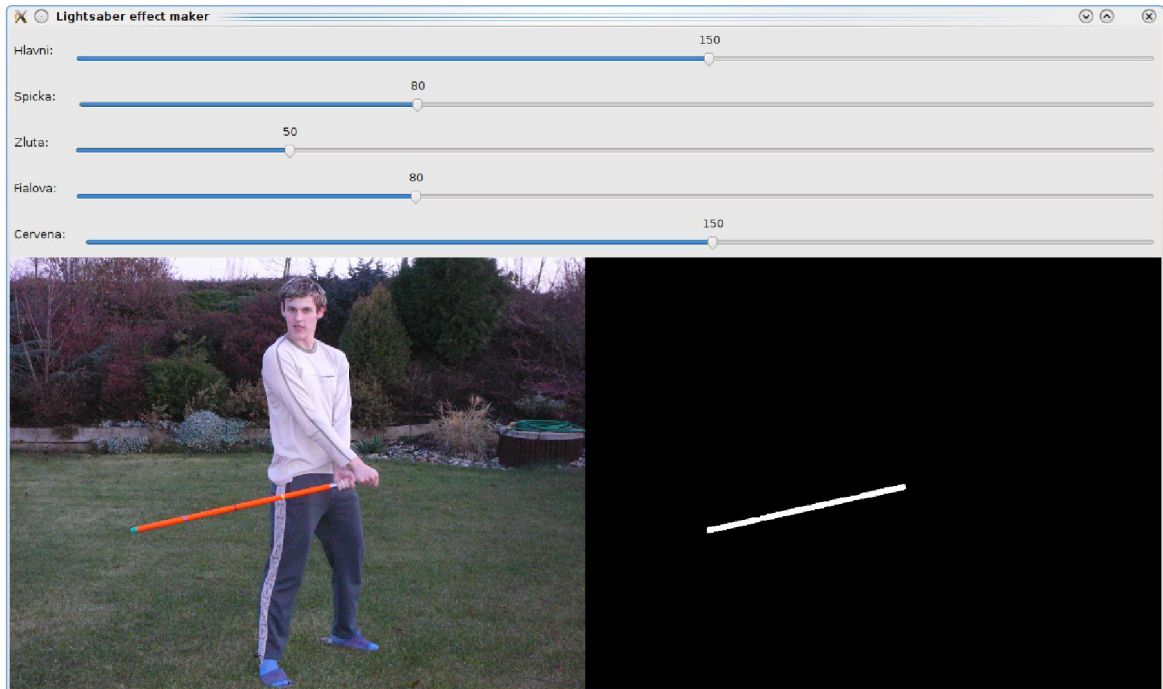 Lightsaber effect maker
150
Hlavni:
80
Spicka:
50
Zluta:
80
Fialova:
150
Cervena: